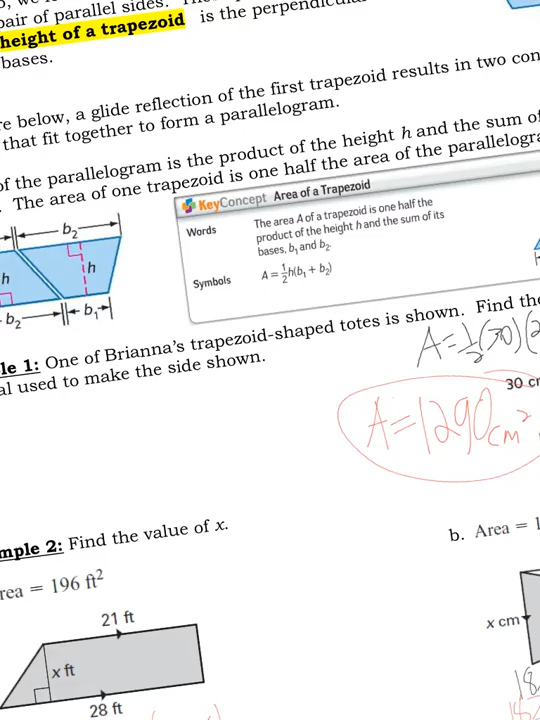 pair of parallel sides.
height of a trapezoid is the perpendicular
bases.
re below, a glide reflection of the first trapezoid results in two con
that fit together to form a parallelogram.
of the parallelogram is the product of the height h and the sum of
. The area of one trapezoid is one half the area of the parallelogra
KeyConcept Area of a Trapezoid
Words
The area A of a trapezoid is one half the
product of the height h and the sum of its
bases, b₁ and b₂.
Symbols
A = 1/2 h(b₁ + b₂)
b₂
h
h
b₂
b₁
le 1: One of Brianna's trapezoid-shaped totes is shown. Find the
al used to make the side shown.
A = 1/2 (30)(2
30 cm
A = 1290 cm²
mple 2: Find the value of x.
rea = 196 ft²
b. Area = 1
21 ft
x ft
28 ft
x cm
18
18